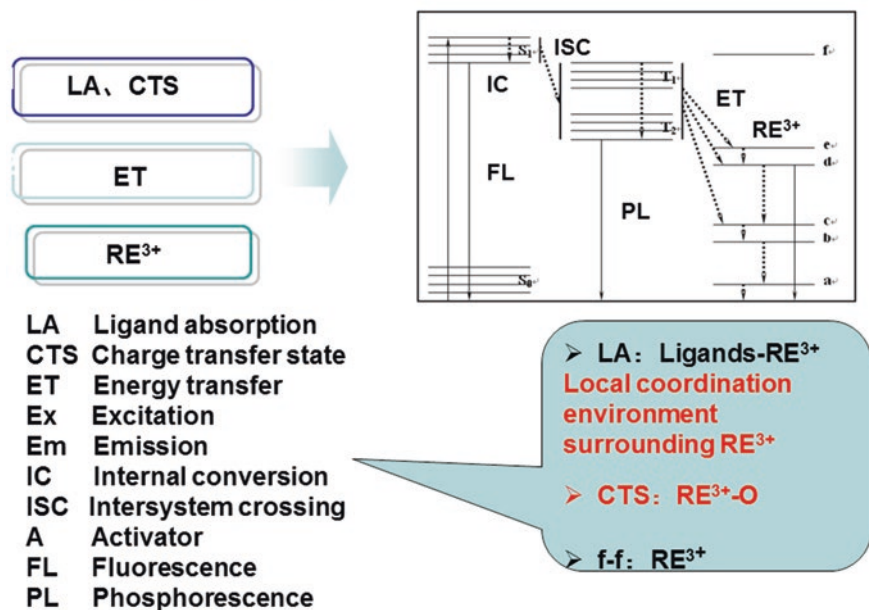 LA、CTS
ET
RE³⁺
ISC
S₁
f
IC
T₁
ET
T₂
RE³⁺
e
d
FL
PL
c
b
S₀
a
LA Ligand absorption
CTS Charge transfer state
ET Energy transfer
Ex Excitation
Em Emission
IC Internal conversion
ISC Intersystem crossing
A Activator
FL Fluorescence
PL Phosphorescence
➢ LA：Ligands-RE³⁺
Local coordination
environment
surrounding RE³⁺
➢ CTS：RE³⁺-O
➢ f-f：RE³⁺